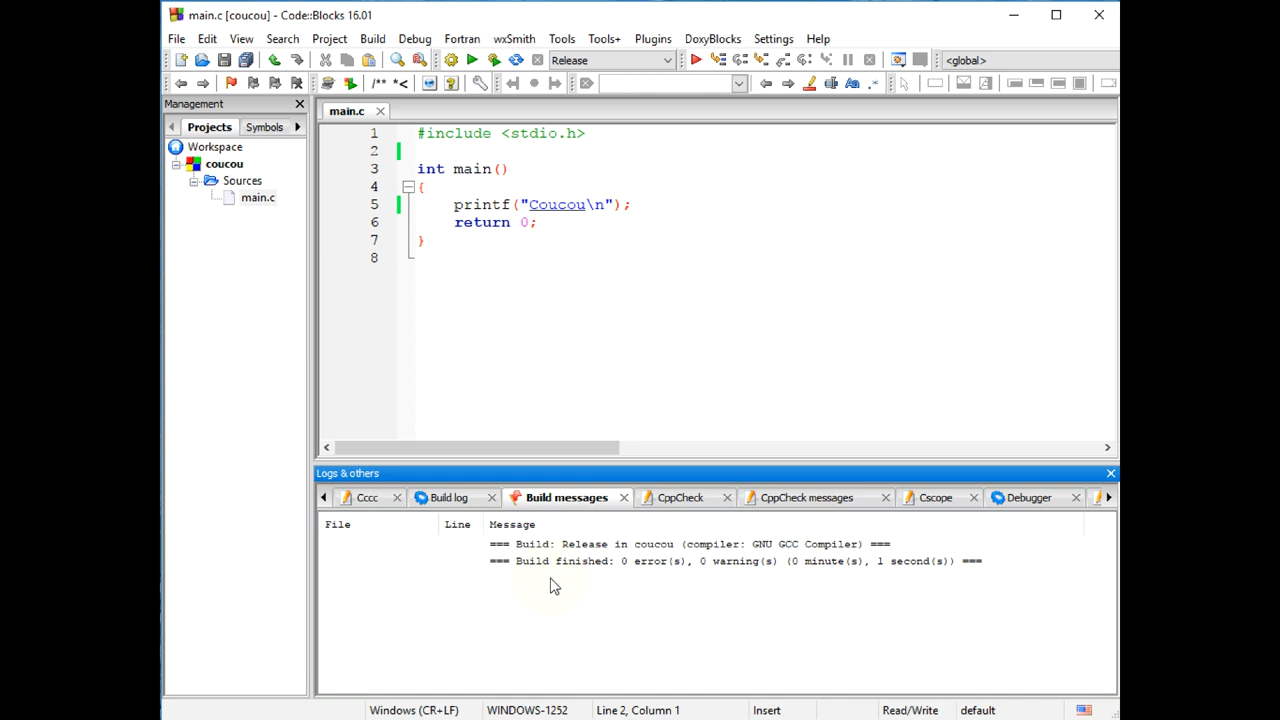 main.c [coucou] - Code::Blocks 16.01
File Edit View Search Project Build Debug Fortran wxSmith Tools Tools+ Plugins DoxyBlocks Settings Help
Release
<global>
/** *<
Management
Projects Symbols
Workspace
coucou
Sources
main.c
main.c
1 #include <stdio.h>
2
3 int main()
4 {
5 printf("Coucou\n");
6 return 0;
7 }
8
Logs & others
Cccc Build log Build messages CppCheck CppCheck messages Cscope Debugger
File Line Message
=== Build: Release in coucou (compiler: GNU GCC Compiler) ===
=== Build finished: 0 error(s), 0 warning(s) (0 minute(s), 1 second(s)) ===
Windows (CR+LF) WINDOWS-1252 Line 2, Column 1 Insert Read/Write default